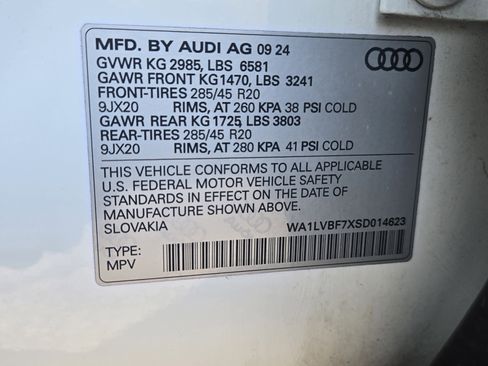 MFD. BY AUDI AG 09 24
GVWR KG 2985, LBS 6581
GAWR FRONT KG1470, LBS 3241
FRONT-TIRES 285/45 R20
9JX20 RIMS, AT 260 KPA 38 PSI COLD
GAWR REAR KG 1725, LBS 3803
REAR-TIRES 285/45 R20
9JX20 RIMS, AT 280 KPA 41 PSI COLD
THIS VEHICLE CONFORMS TO ALL APPLICABLE
U.S. FEDERAL MOTOR VEHICLE SAFETY
STANDARDS IN EFFECT ON THE DATE OF
MANUFACTURE SHOWN ABOVE.
SLOVAKIA WA1LVBF7XSD014623
TYPE:
MPV